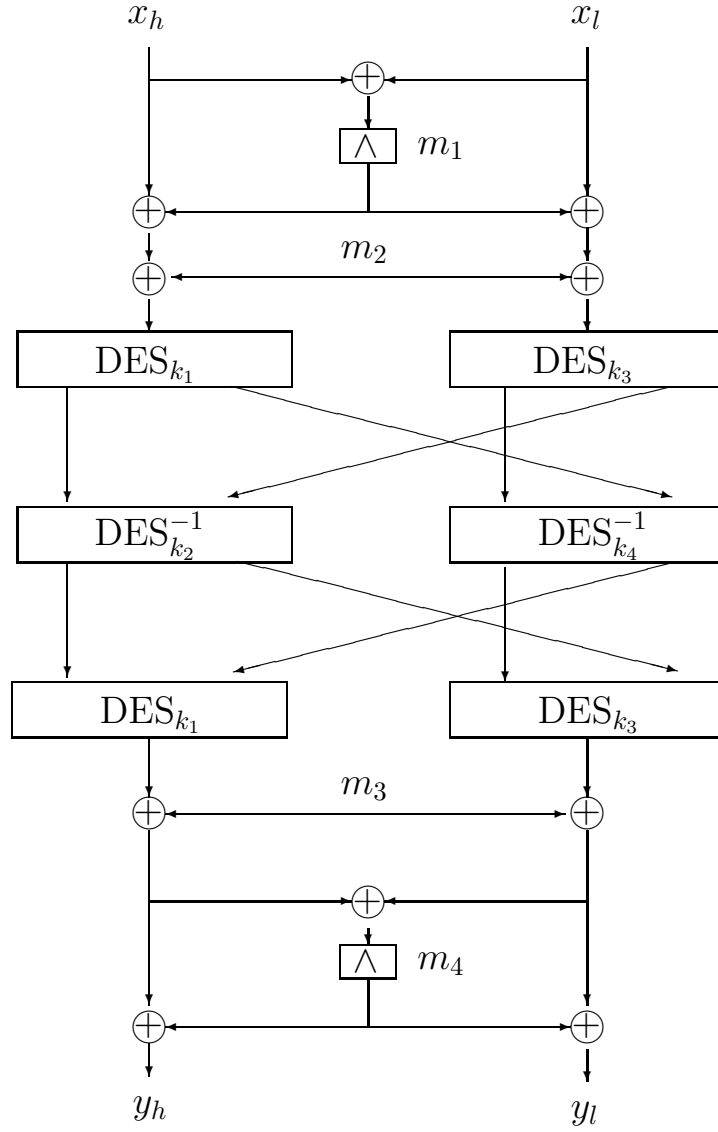 x_h x_l
⊕
∧ m_1
⊕ ⊕
m_2
⊕ ⊕
DES_{k_1} DES_{k_3}
DES^{-1}_{k_2} DES^{-1}_{k_4}
DES_{k_1} DES_{k_3}
m_3
⊕ ⊕
⊕
∧ m_4
⊕ ⊕
y_h y_l